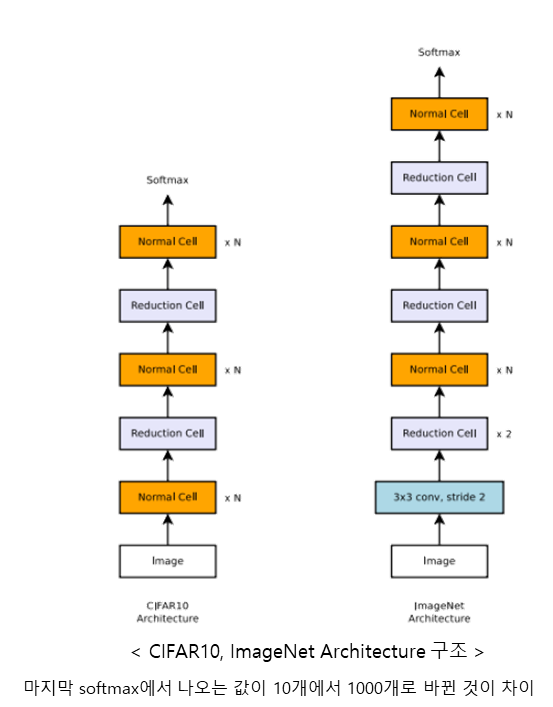 Softmax
Normal Cell x N
Reduction Cell
Normal Cell x N
Reduction Cell
Normal Cell x N
Image
CIFAR10
Architecture
Softmax
Normal Cell x N
Reduction Cell
Normal Cell x N
Reduction Cell
Normal Cell x N
Reduction Cell x 2
3x3 conv, stride 2
Image
ImageNet
Architecture
< CIFAR10, ImageNet Architecture 구조 >
마지막 softmax에서 나오는 값이 10개에서 1000개로 바뀐 것이 차이